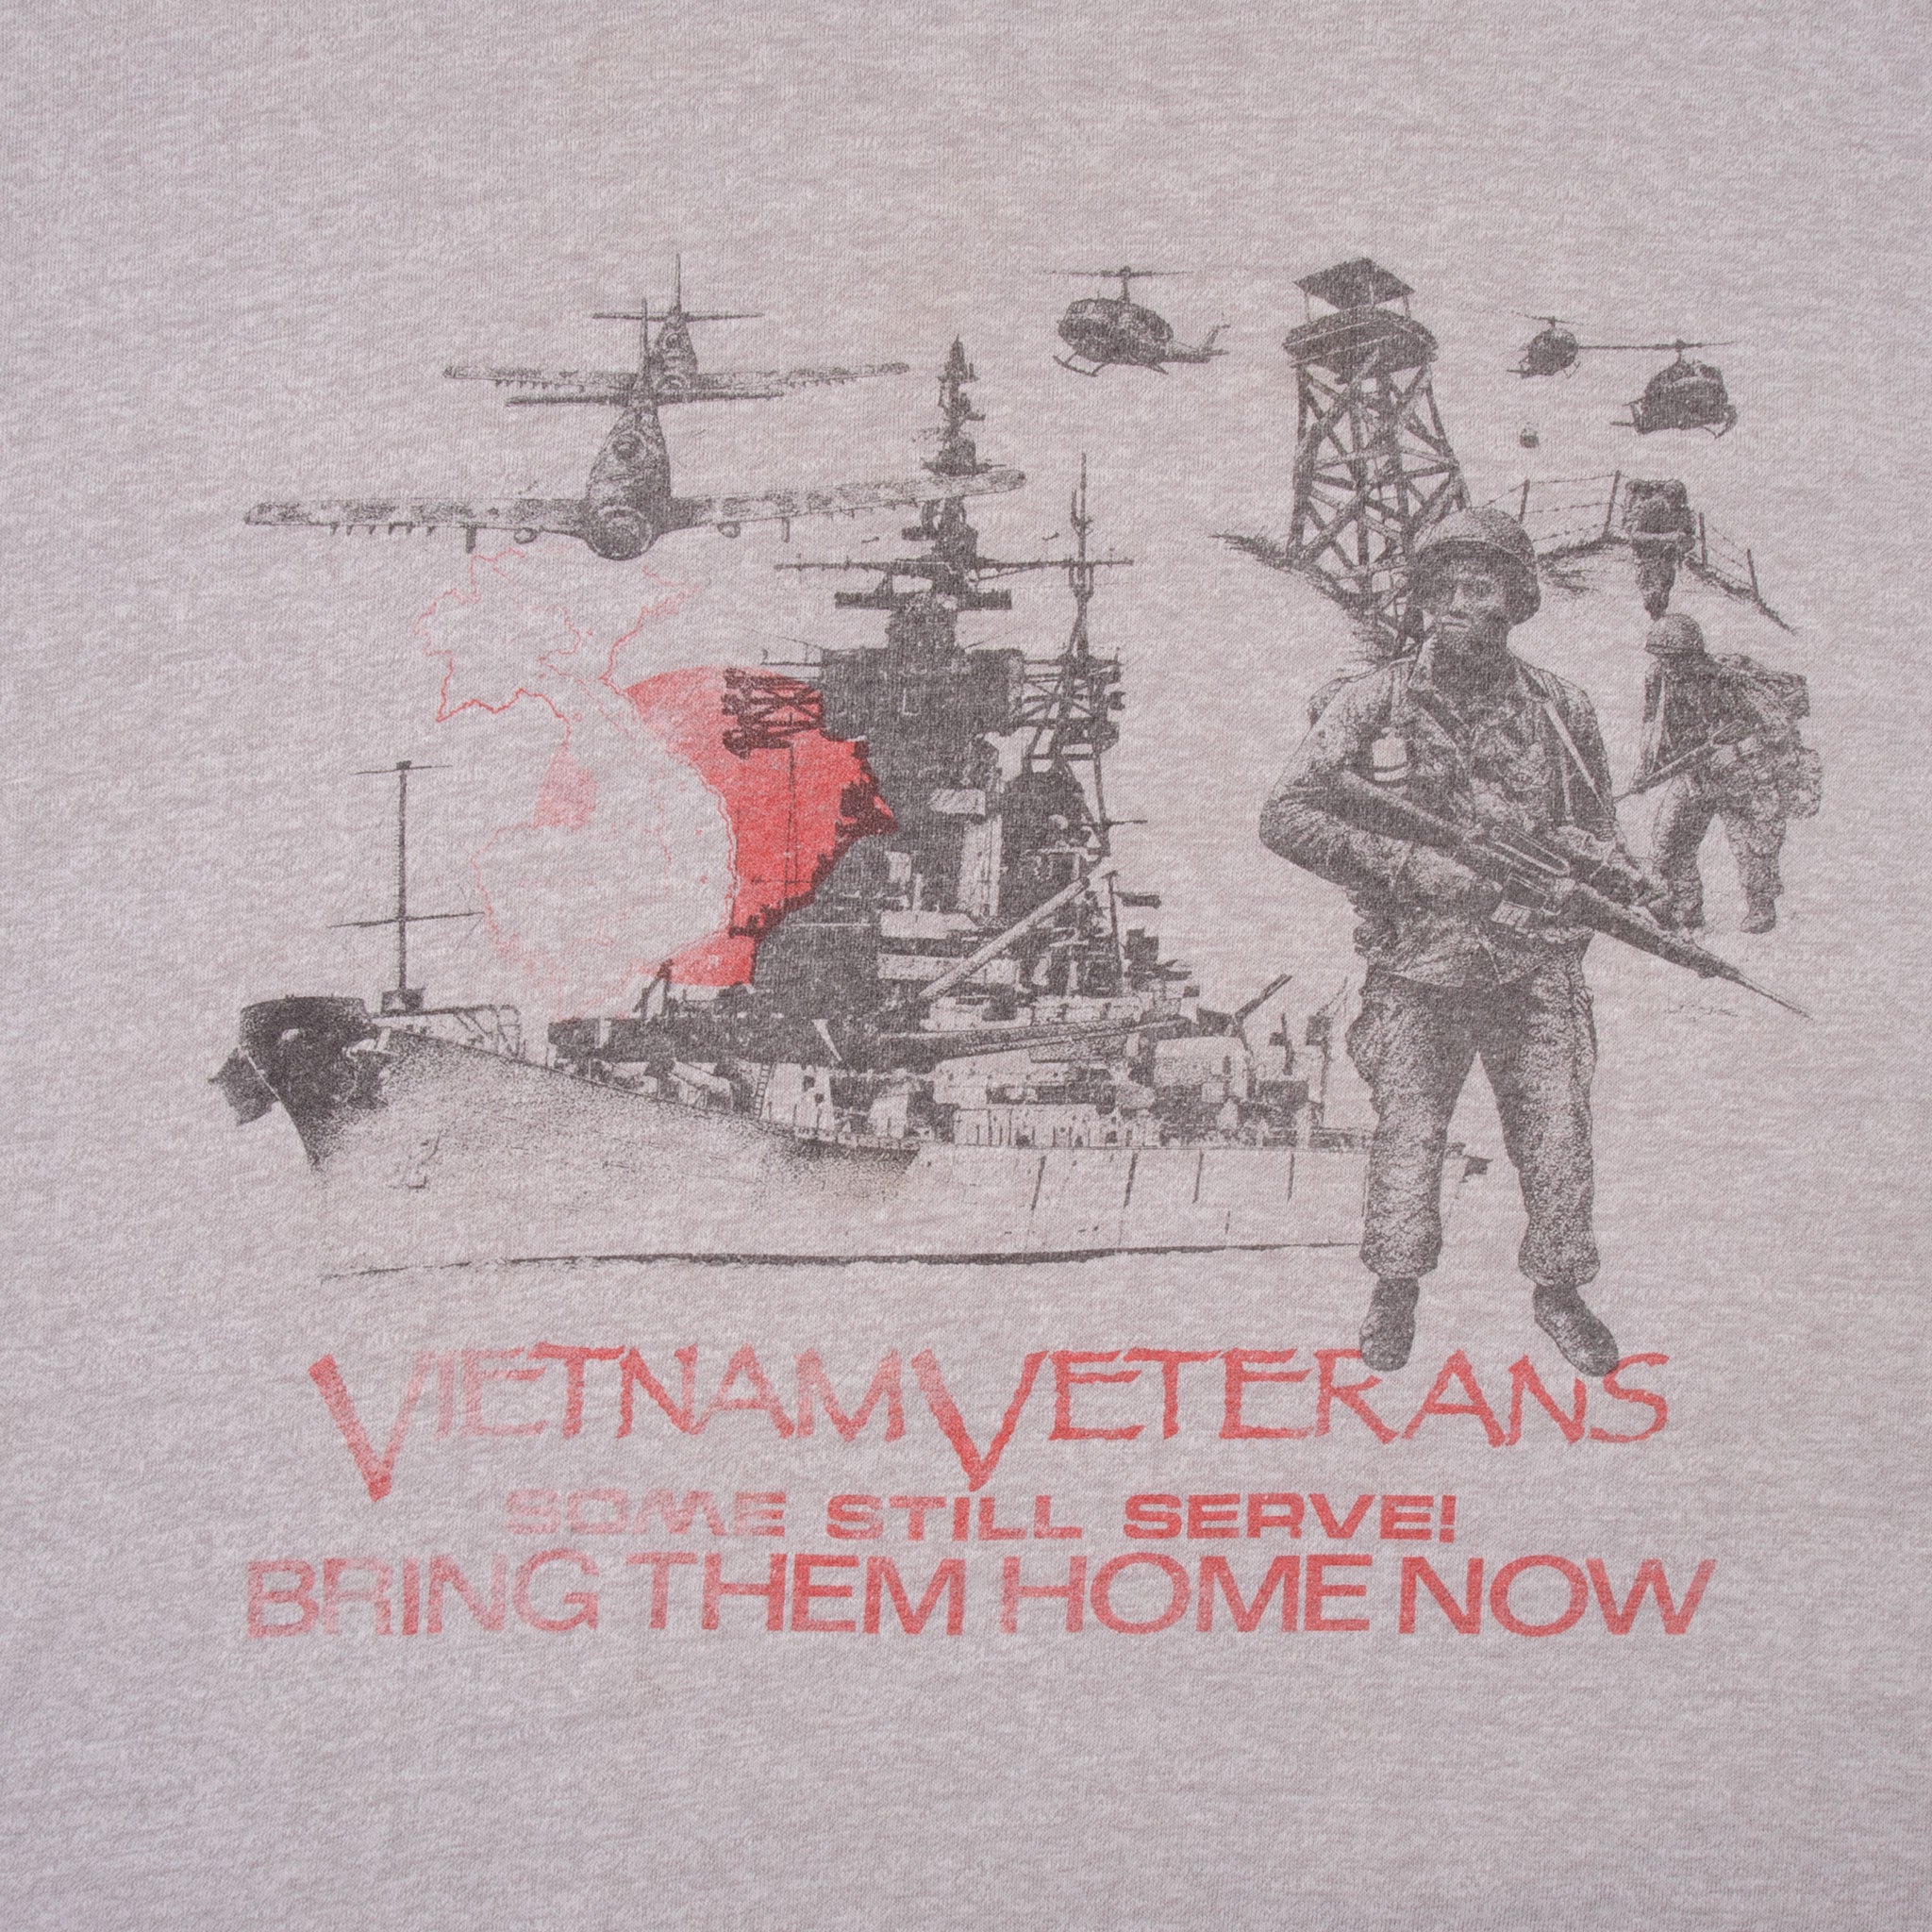 VIETNAM VETERANS
SOME STILL SERVE!
BRING THEM HOME NOW